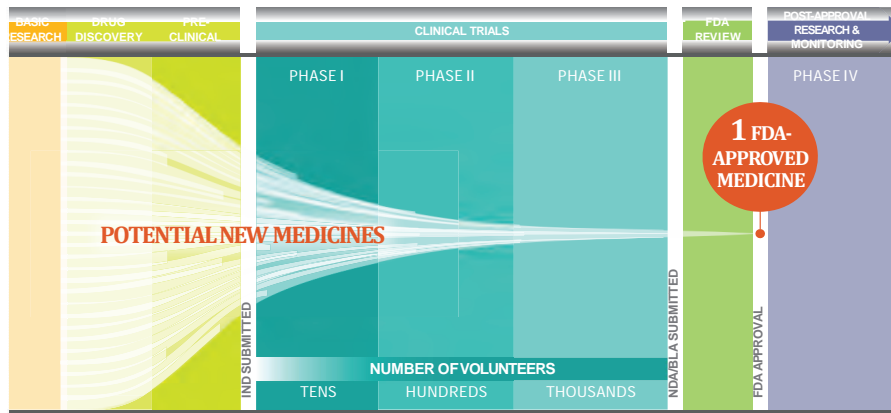 BASIC
RESEARCH
DRUG
DISCOVERY
PRE-
CLINICAL
CLINICAL TRIALS
FDA
REVIEW
POST-APPROVAL
RESEARCH &
MONITORING
PHASE I
PHASE II
PHASE III
PHASE IV
1 FDA-
APPROVED
MEDICINE
POTENTIAL NEW MEDICINES
IND SUBMITTED
NDA/BLA SUBMITTED
FDA APPROVAL
NUMBER OF VOLUNTEERS
TENS
HUNDREDS
THOUSANDS